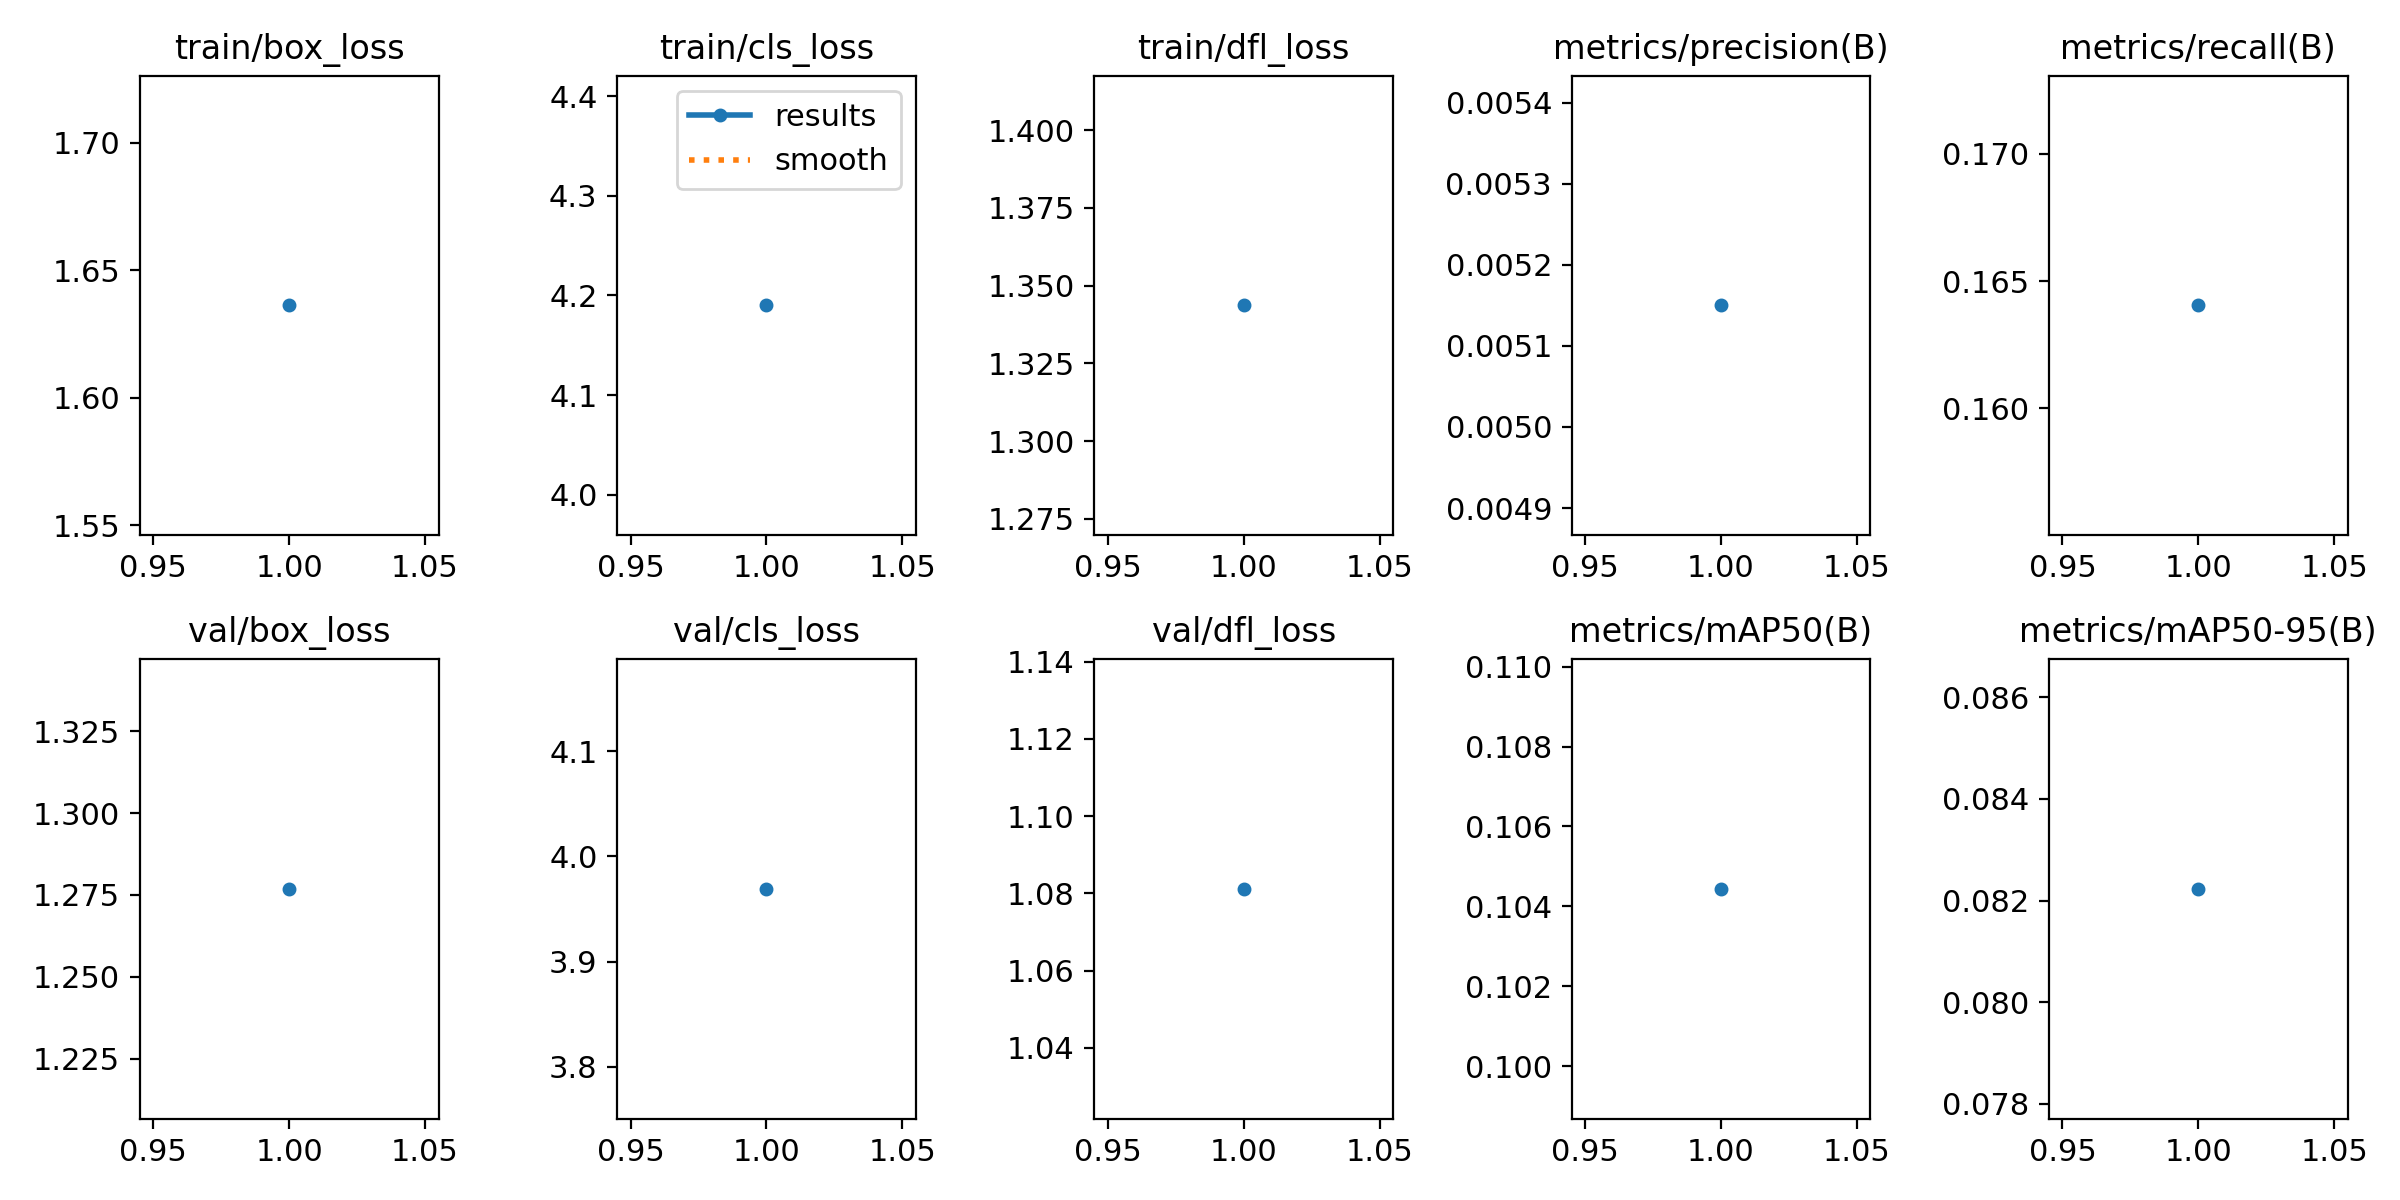 train/box_loss
train/cls_loss
train/dfl_loss
metrics/precision(B)
metrics/recall(B)
1.70
1.65
1.60
1.55
0.95 1.00 1.05
results
smooth
4.4
4.3
4.2
4.1
4.0
0.95 1.00 1.05
1.400
1.375
1.350
1.325
1.300
1.275
0.95 1.00 1.05
0.0054
0.0053
0.0052
0.0051
0.0050
0.0049
0.95 1.00 1.05
0.170
0.165
0.160
0.95 1.00 1.05
val/box_loss
val/cls_loss
val/dfl_loss
metrics/mAP50(B)
metrics/mAP50-95(B)
1.325
1.300
1.275
1.250
1.225
0.95 1.00 1.05
4.1
4.0
3.9
3.8
0.95 1.00 1.05
1.14
1.12
1.10
1.08
1.06
1.04
0.95 1.00 1.05
0.110
0.108
0.106
0.104
0.102
0.100
0.95 1.00 1.05
0.086
0.084
0.082
0.080
0.078
0.95 1.00 1.05